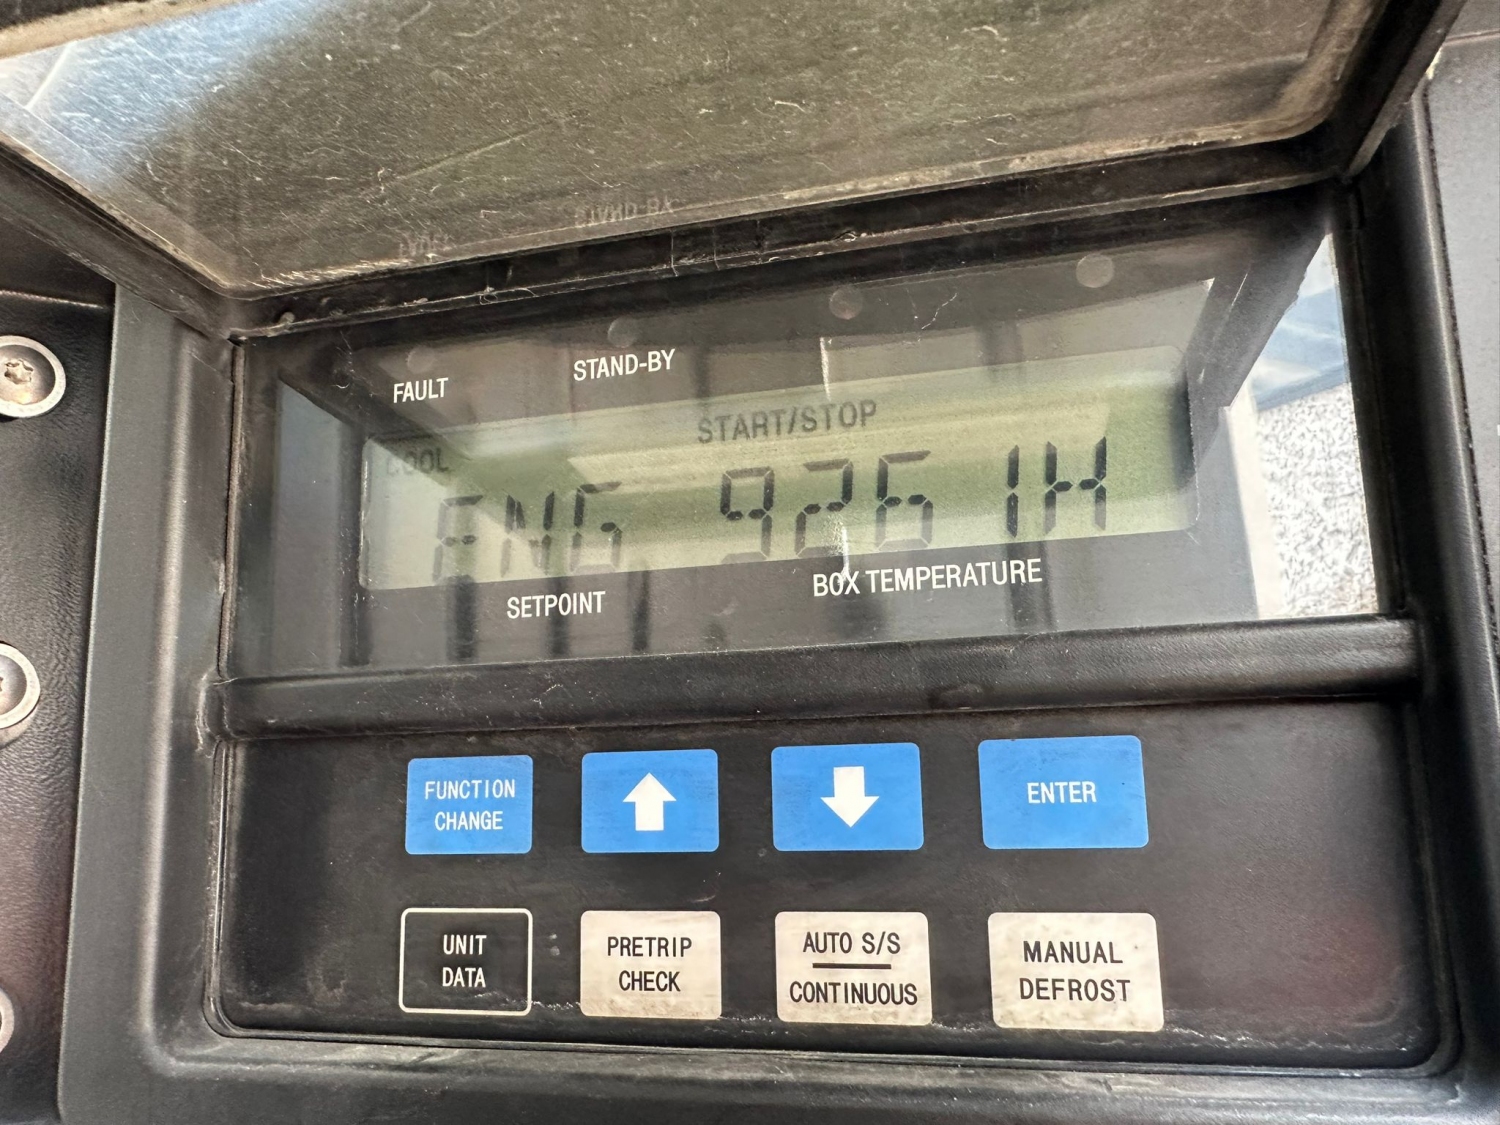 FAULT
STAND-BY
START/STOP
COOL
ENG 9261H
SETPOINT
BOX TEMPERATURE
FUNCTION
CHANGE
ENTER
UNIT
DATA
PRETRIP
CHECK
AUTO S/S
CONTINUOUS
MANUAL
DEFROST